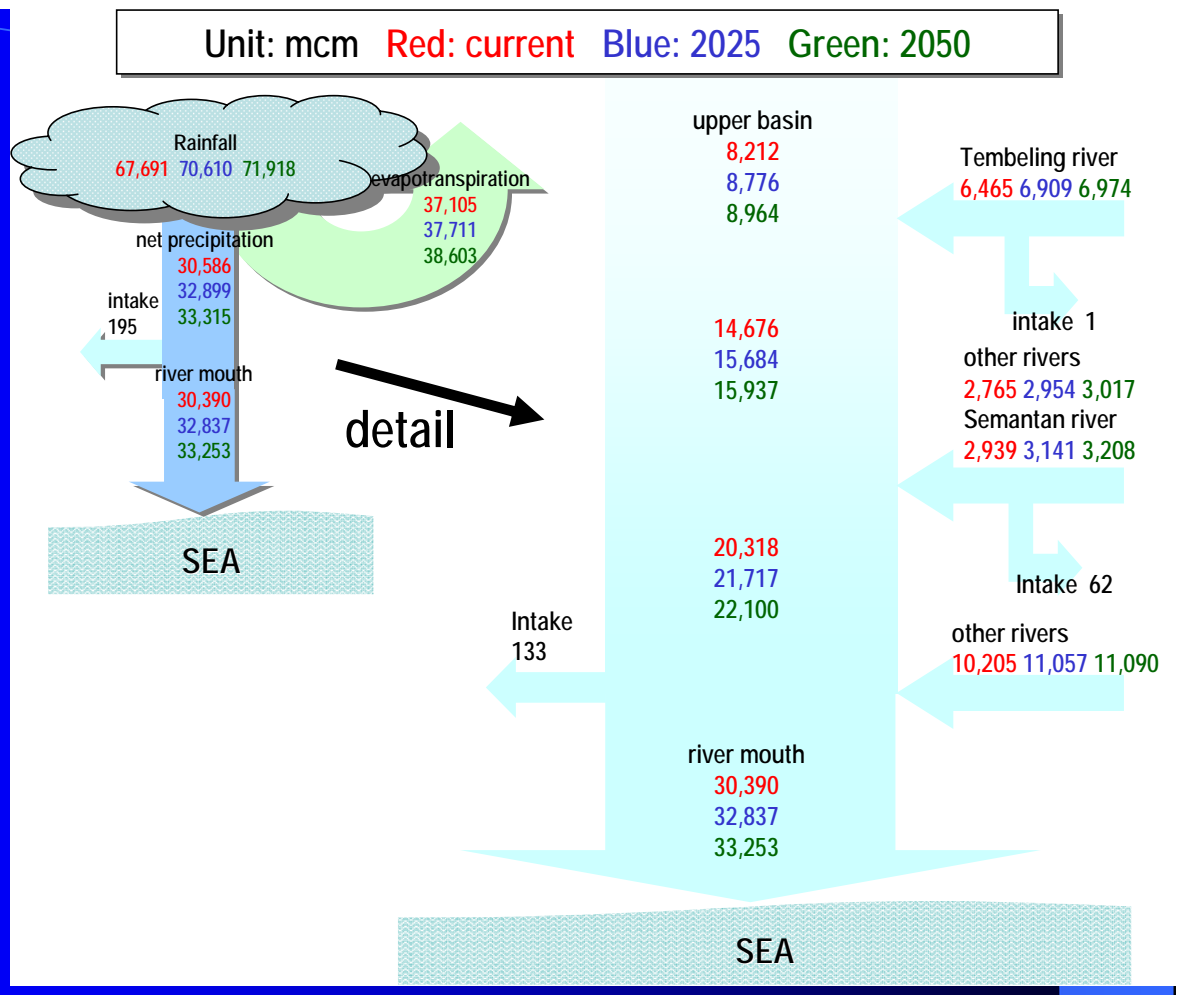 Unit: mcm Red: current Blue: 2025 Green: 2050
Rainfall
67,691 70,610 71,918
evapotranspiration
37,105
37,711
38,603
net precipitation
30,586
32,899
33,315
intake
195
river mouth
30,390
32,837
33,253
SEA
detail
upper basin
8,212
8,776
8,964
Tembeling river
6,465 6,909 6,974
intake 1
14,676
15,684
15,937
other rivers
2,765 2,954 3,017
Semantan river
2,939 3,141 3,208
Intake 62
20,318
21,717
22,100
Intake
133
other rivers
10,205 11,057 11,090
river mouth
30,390
32,837
33,253
SEA